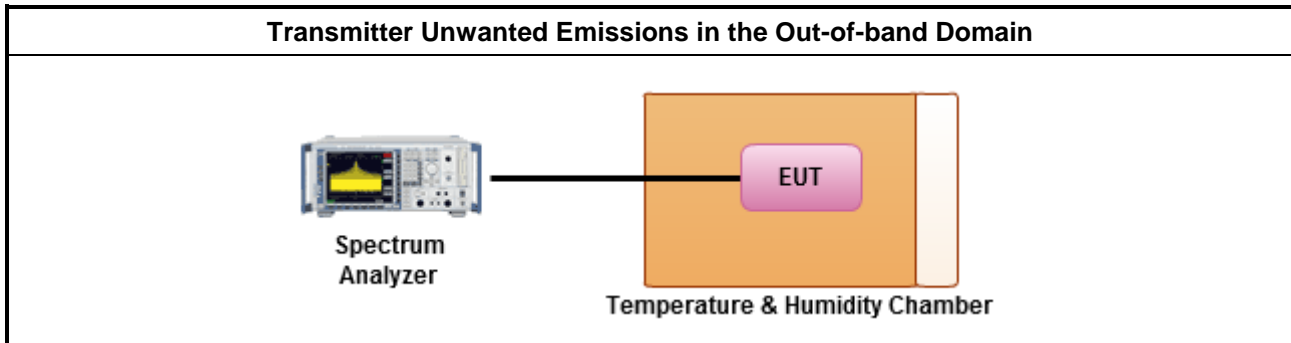 Transmitter Unwanted Emissions in the Out-of-band Domain
EUT
Spectrum
Analyzer
Temperature & Humidity Chamber